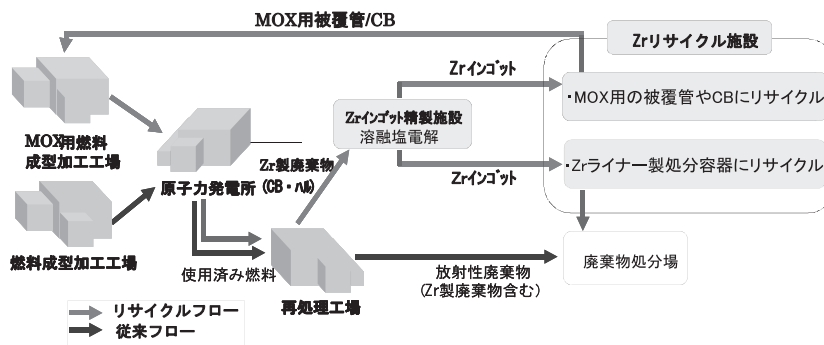 MOX用被覆管/CB
Zrリサイクル施設
Zrインゴット
・MOX用の被覆管やCBにリサイクル
Zrインゴット精製施設
溶融塩電解
MOX用燃料
成型加工工場
Zr製廃棄物
(CB・ハル)
Zrインゴット
・Zrライナー製処分容器にリサイクル
原子力発電所
燃料成型加工工場
使用済み燃料
再処理工場
放射性廃棄物
(Zr製廃棄物含む)
廃棄物処分場
リサイクルフロー
従来フロー